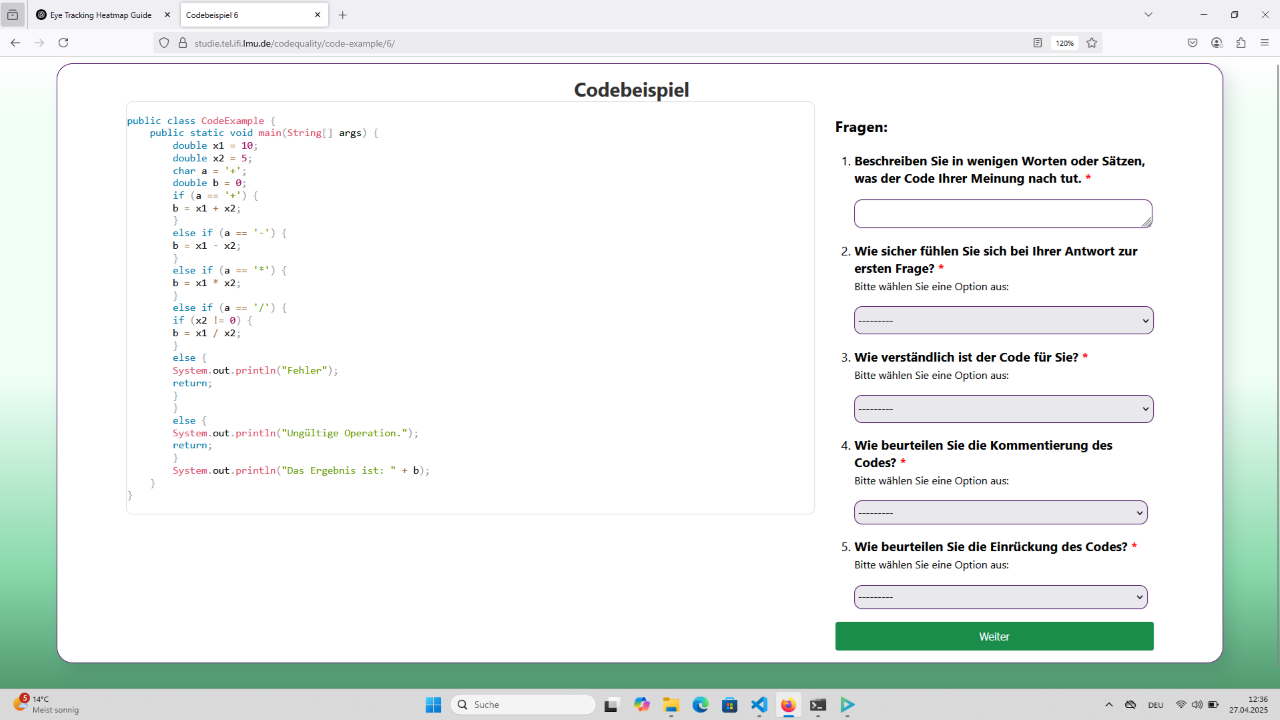 Eye Tracking Heatmap Guide
Codebeispiel 6
studie.tel.ifi.lmu.de/codequality/code-example/6/
120%
Codebeispiel
public class CodeExample {
    public static void main(String[] args) {
        double x1 = 10;
        double x2 = 5;
        char a = '+';
        double b = 0;
        if (a == '+') {
        b = x1 + x2;
        }
        else if (a == '-') {
        b = x1 - x2;
        }
        else if (a == '*') {
        b = x1 * x2;
        }
        else if (a == '/') {
        if (x2 != 0) {
        b = x1 / x2;
        }
        else {
        System.out.println("Fehler");
        return;
        }
        }
        else {
        System.out.println("Ungültige Operation.");
        return;
        }
        System.out.println("Das Ergebnis ist: " + b);
    }
}
Fragen:
1. Beschreiben Sie in wenigen Worten oder Sätzen,
was der Code Ihrer Meinung nach tut. *
2. Wie sicher fühlen Sie sich bei Ihrer Antwort zur
ersten Frage? *
Bitte wählen Sie eine Option aus:
---------
3. Wie verständlich ist der Code für Sie? *
Bitte wählen Sie eine Option aus:
---------
4. Wie beurteilen Sie die Kommentierung des
Codes? *
Bitte wählen Sie eine Option aus:
---------
5. Wie beurteilen Sie die Einrückung des Codes? *
Bitte wählen Sie eine Option aus:
---------
Weiter
5
14°C
Meist sonnig
Suche
DEU
12:36
27.04.2025